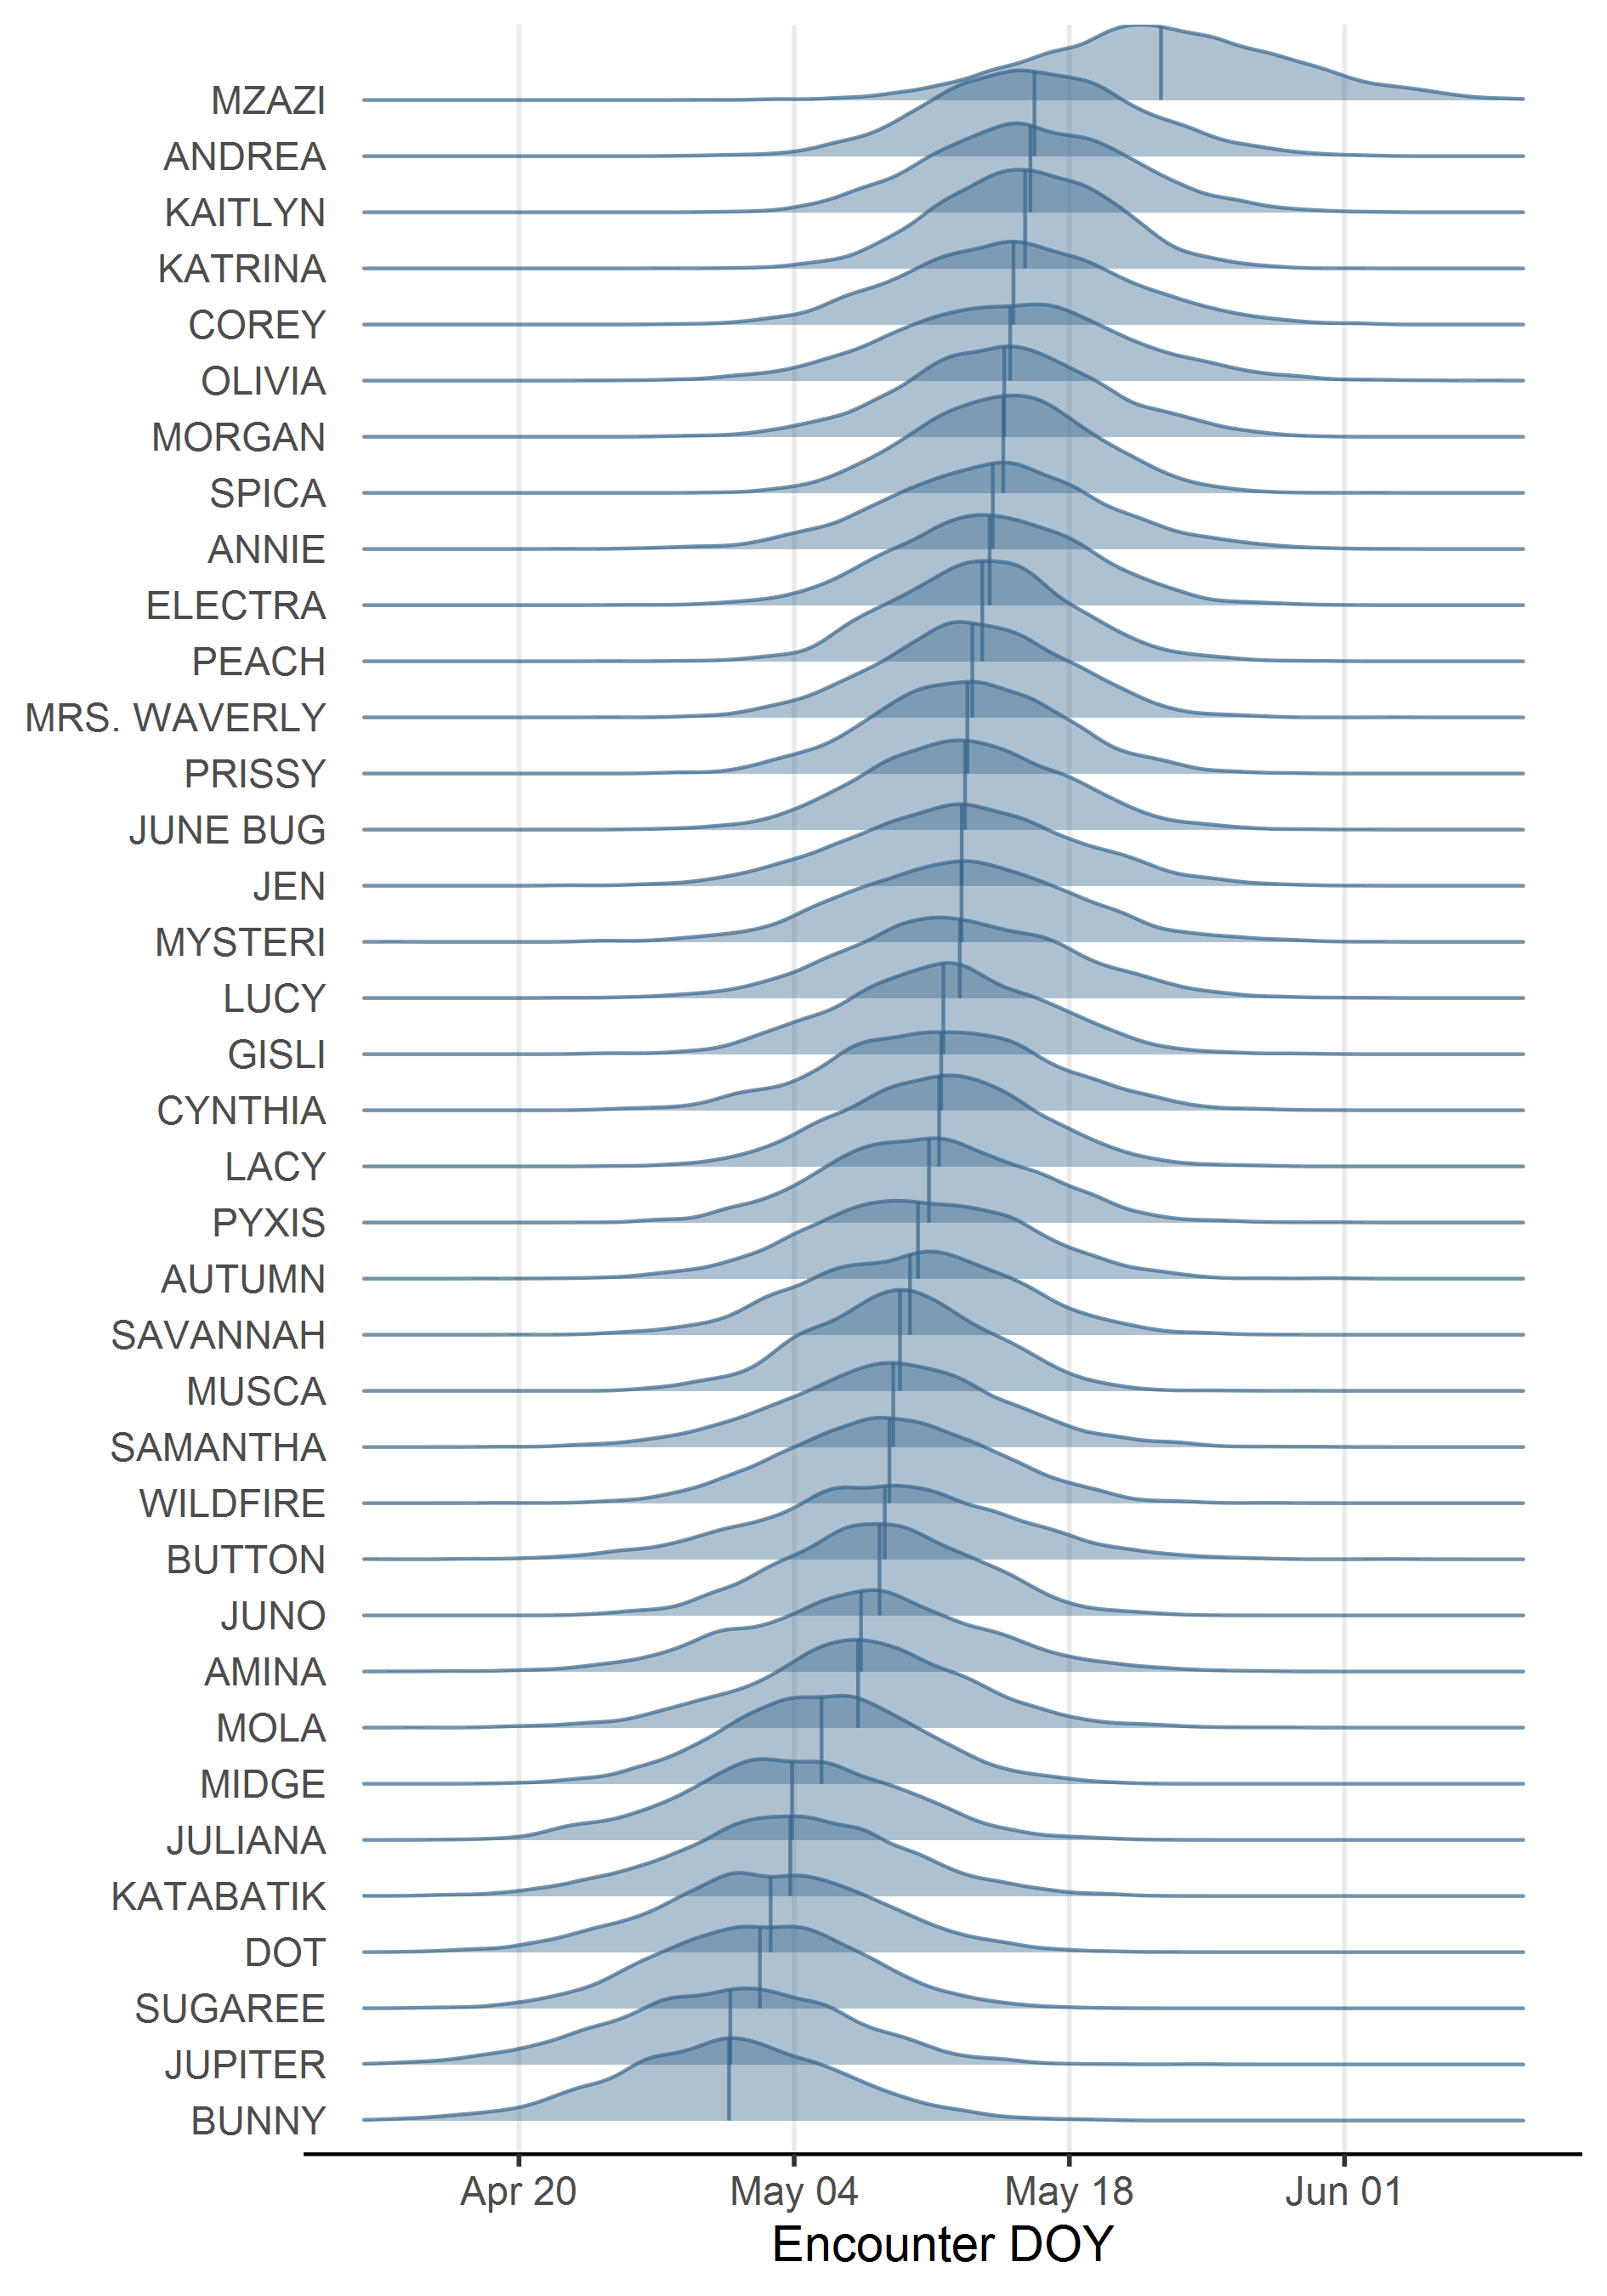 MZAZI
ANDREA
KAITLYN
KATRINA
COREY
OLIVIA
MORGAN
SPICA
ANNIE
ELECTRA
PEACH
MRS. WAVERLY
PRISSY
JUNE BUG
JEN
MYSTERI
LUCY
GISLI
CYNTHIA
LACY
PYXIS
AUTUMN
SAVANNAH
MUSCA
SAMANTHA
WILDFIRE
BUTTON
JUNO
AMINA
MOLA
MIDGE
JULIANA
KATABATIK
DOT
SUGAREE
JUPITER
BUNNY
Apr 20 May 04 May 18 Jun 01
Encounter DOY